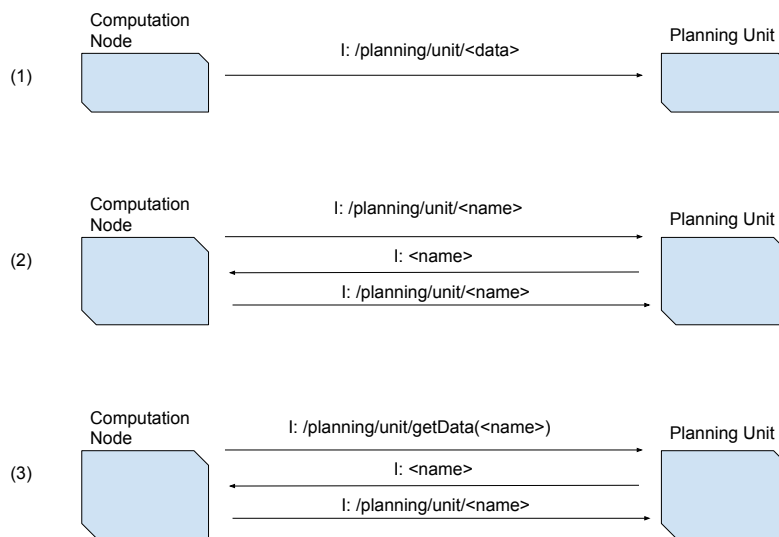 Computation
Node
Planning Unit
I: /planning/unit/<data>
(1)
Computation
Node
Planning Unit
I: /planning/unit/<name>
(2)
I: <name>
I: /planning/unit/<name>
Computation
Node
Planning Unit
I: /planning/unit/getData(<name>)
(3)
I: <name>
I: /planning/unit/<name>